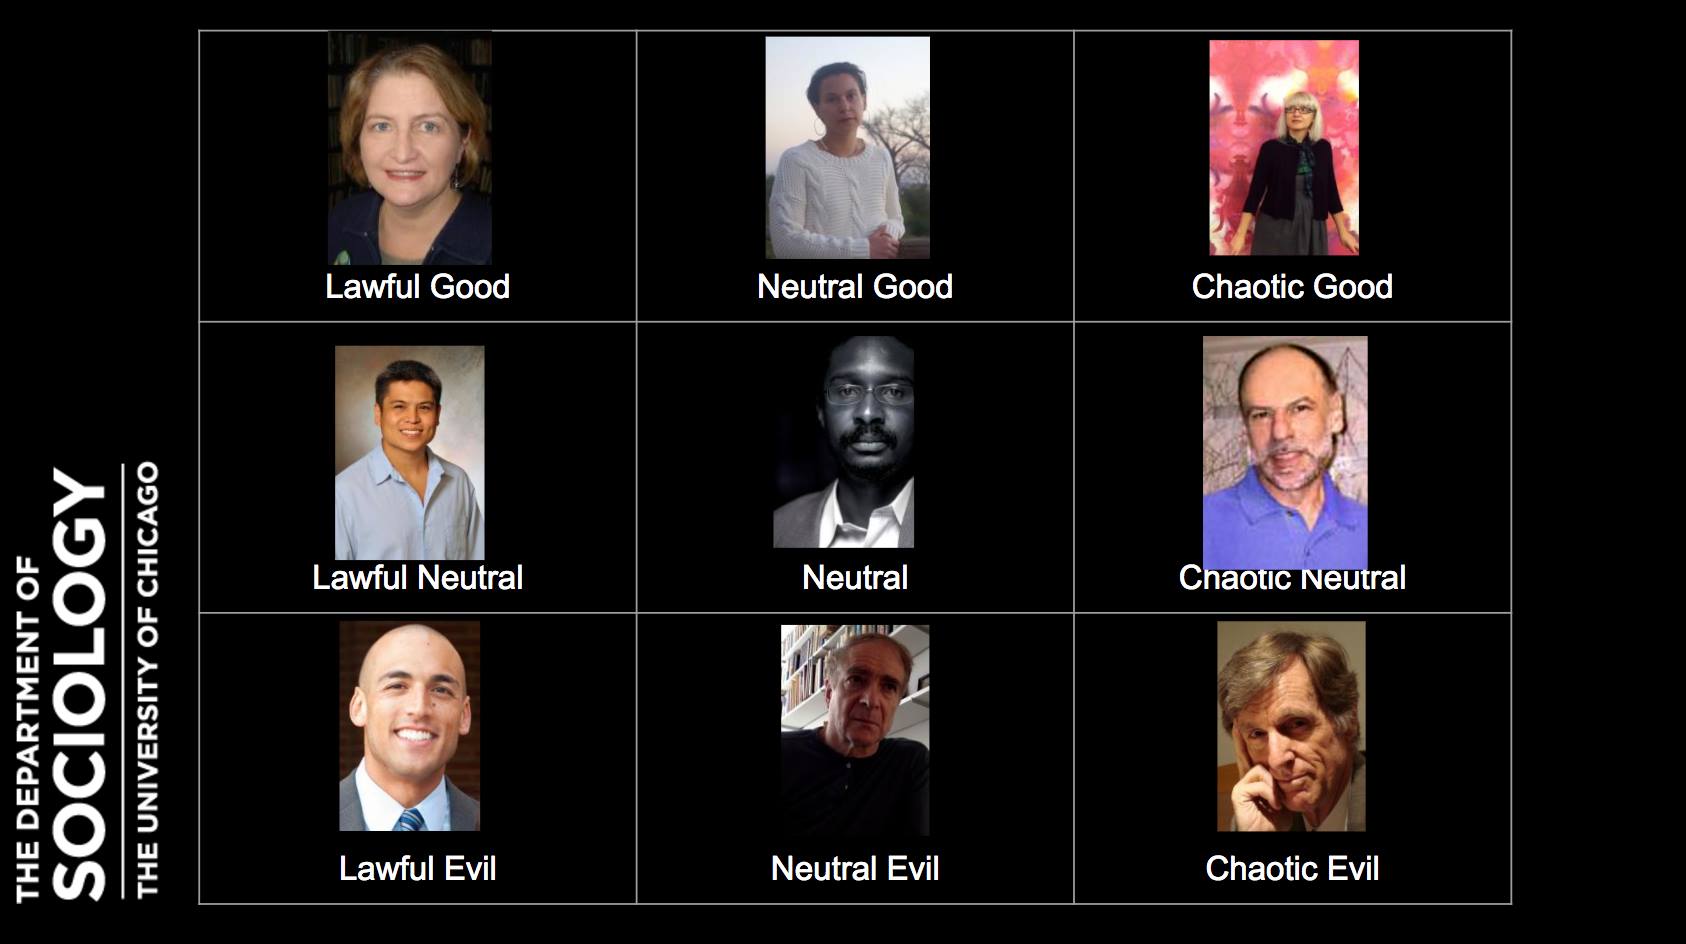 THE DEPARTMENT OF
SOCIOLOGY
THE UNIVERSITY OF CHICAGO
Lawful Good
Neutral Good
Chaotic Good
Lawful Neutral
Neutral
Chaotic Neutral
Lawful Evil
Neutral Evil
Chaotic Evil